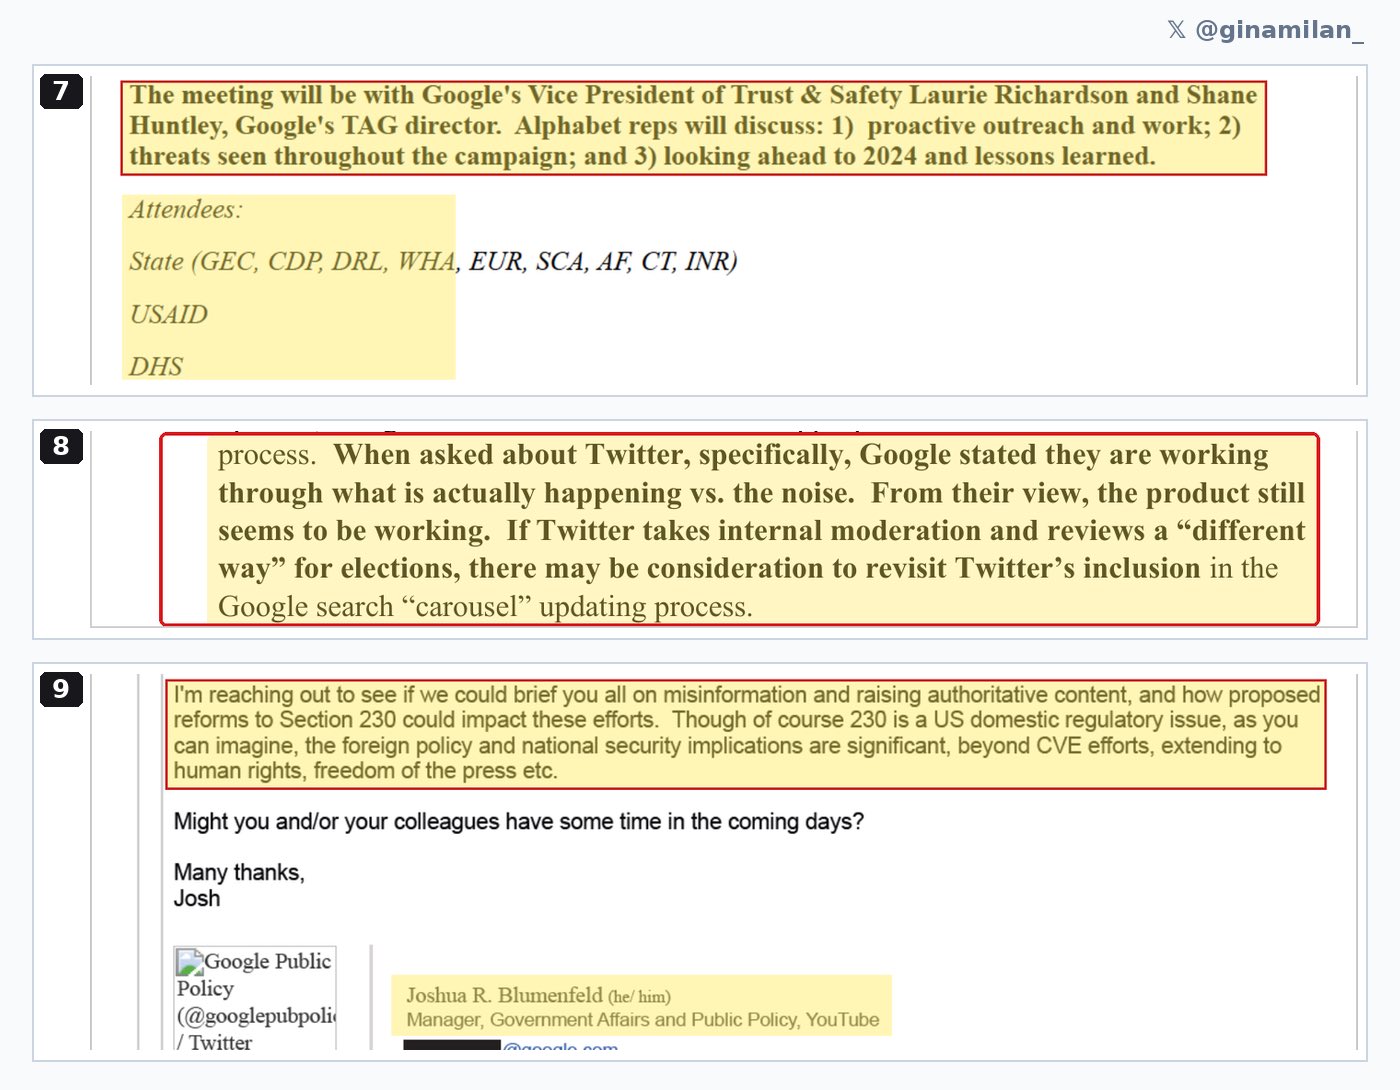 𝕏 @ginamilan_
7
The meeting will be with Google's Vice President of Trust & Safety Laurie Richardson and Shane
Huntley, Google's TAG director.  Alphabet reps will discuss: 1)  proactive outreach and work; 2)
threats seen throughout the campaign; and 3) looking ahead to 2024 and lessons learned.
Attendees:
State (GEC, CDP, DRL, WHA, EUR, SCA, AF, CT, INR)
USAID
DHS
8
process.  When asked about Twitter, specifically, Google stated they are working
through what is actually happening vs. the noise.  From their view, the product still
seems to be working.  If Twitter takes internal moderation and reviews a “different
way” for elections, there may be consideration to revisit Twitter’s inclusion in the
Google search “carousel” updating process.
9
I'm reaching out to see if we could brief you all on misinformation and raising authoritative content, and how proposed
reforms to Section 230 could impact these efforts.  Though of course 230 is a US domestic regulatory issue, as you
can imagine, the foreign policy and national security implications are significant, beyond CVE efforts, extending to
human rights, freedom of the press etc.
Might you and/or your colleagues have some time in the coming days?
Many thanks,
Josh
Google Public
Policy
(@googlepubpoli
/ Twitter
Joshua R. Blumenfeld (he/ him)
Manager, Government Affairs and Public Policy, YouTube
@google.com